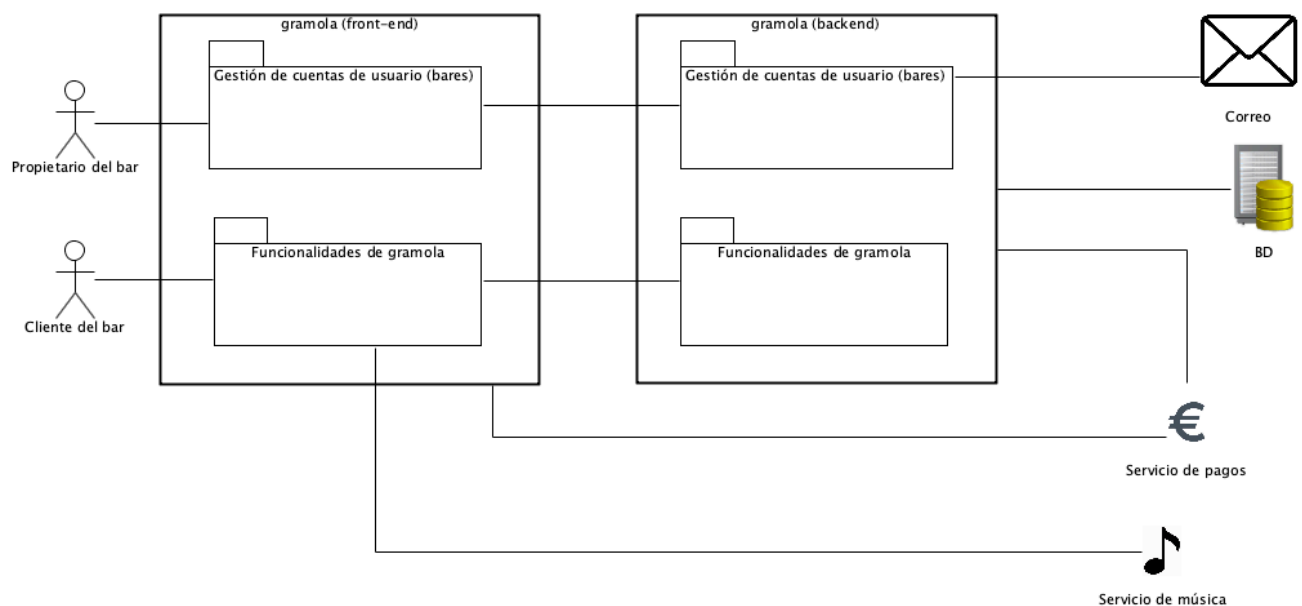 gramola (front-end)
gramola (backend)
Gestión de cuentas de usuario (bares)
Gestión de cuentas de usuario (bares)
Correo
Propietario del bar
BD
Funcionalidades de gramola
Funcionalidades de gramola
Cliente del bar
€
Servicio de pagos
Servicio de música